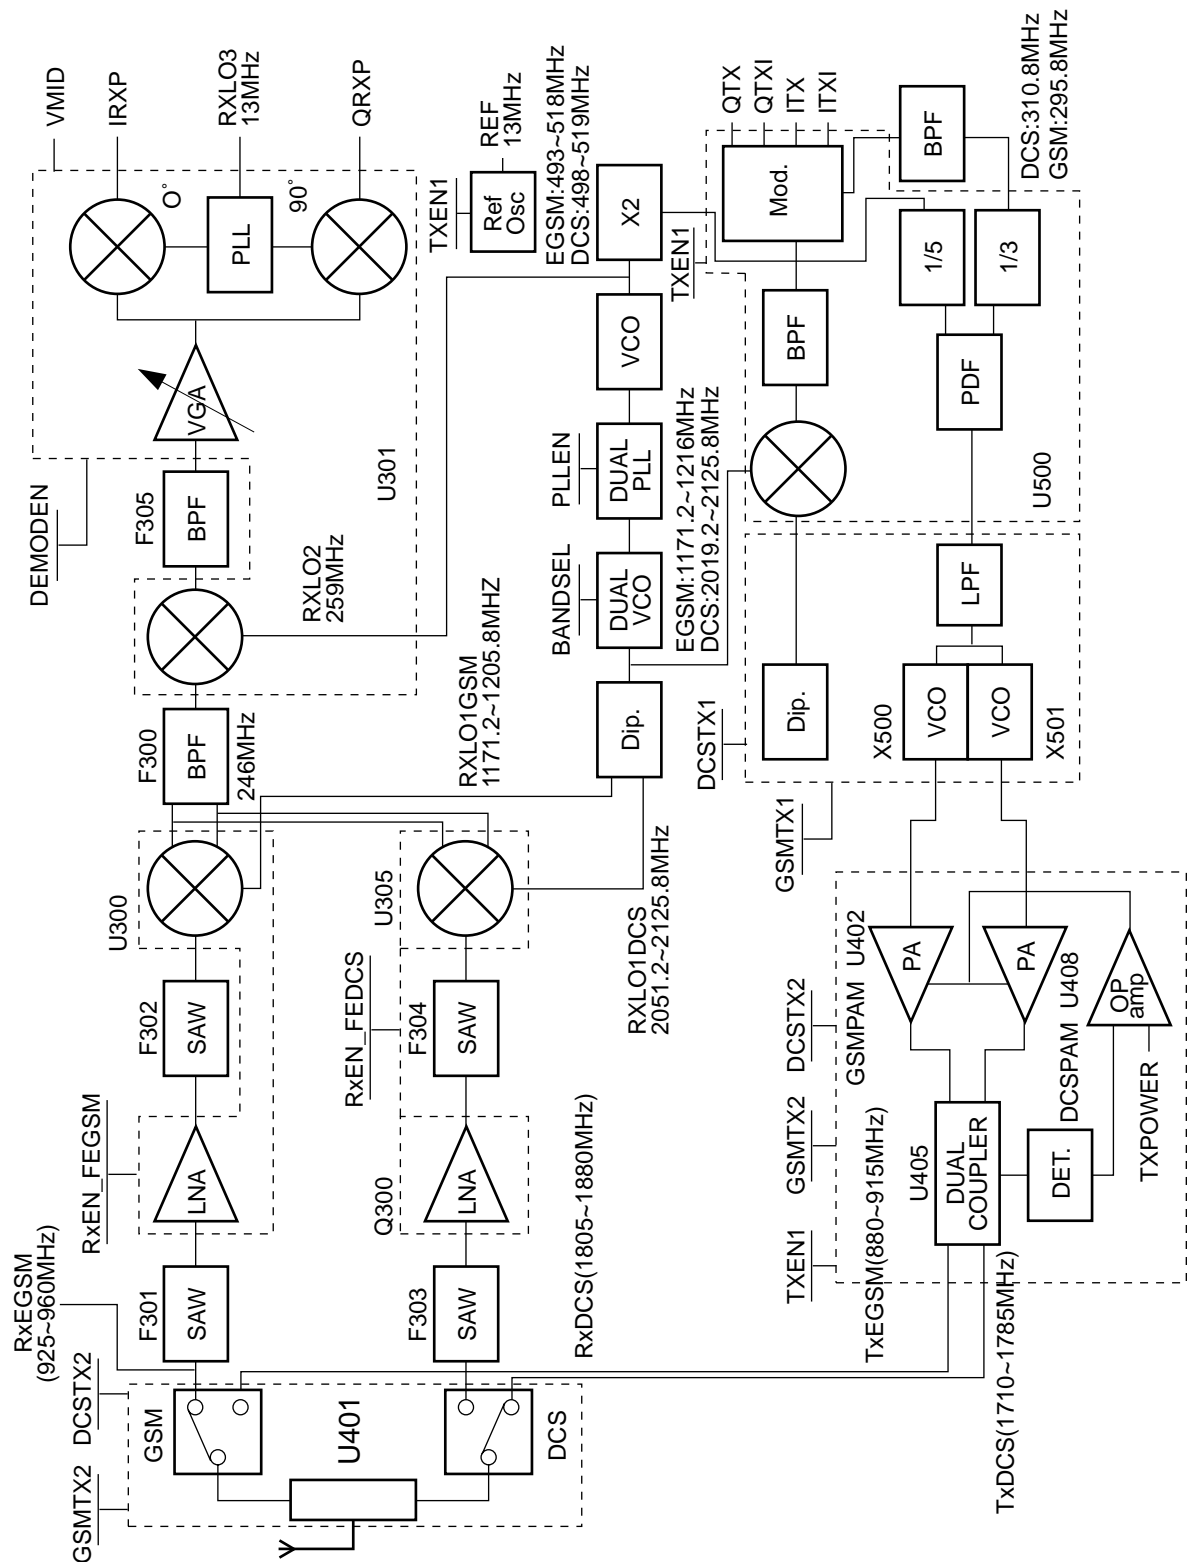 VMID
IRXP
RXLO3
13MHz
QRXP
O°
PLL
90°
VGA
DEMODEN
F305
BPF
U301
RXLO2
259MHz
F300
BPF
246MHz
U300
F302
SAW
RxEN_FEGSM
LNA
F301
SAW
RxEGSM
(925~960MHz)
U305
RxEN_FEDCS
F304
SAW
Q300
LNA
F303
SAW
RxDCS(1805~1880MHz)
TXEN1
Ref
Osc
REF
13MHz
EGSM:493~518MHz
DCS:498~519MHz
X2
VCO
PLLEN
DUAL
PLL
BANDSEL
DUAL
VCO
EGSM:1171.2~1216MHz
DCS:2019.2~2125.8MHz
Dip.
RXLO1GSM
1171.2~1205.8MHZ
RXLO1DCS
2051.2~2125.8MHz
TXEN1
QTX
QTXI
ITX
ITXI
Mod.
BPF
DCS:310.8MHz
GSM:295.8MHz
BPF
1/5
1/3
PDF
U500
DCSTX1
Dip.
LPF
X500
VCO
VCO
X501
GSMTX1
DCSTX2
GSMPAM U402
PA
PA
DCSPAM U408
OP
amp
TXPOWER
GSMTX2
U405
DUAL
COUPLER
DET.
TXEN1
TxEGSM(880~915MHz)
TxDCS(1710~1785MHz)
DCSTX2
GSMTX2
GSM
U401
DCS